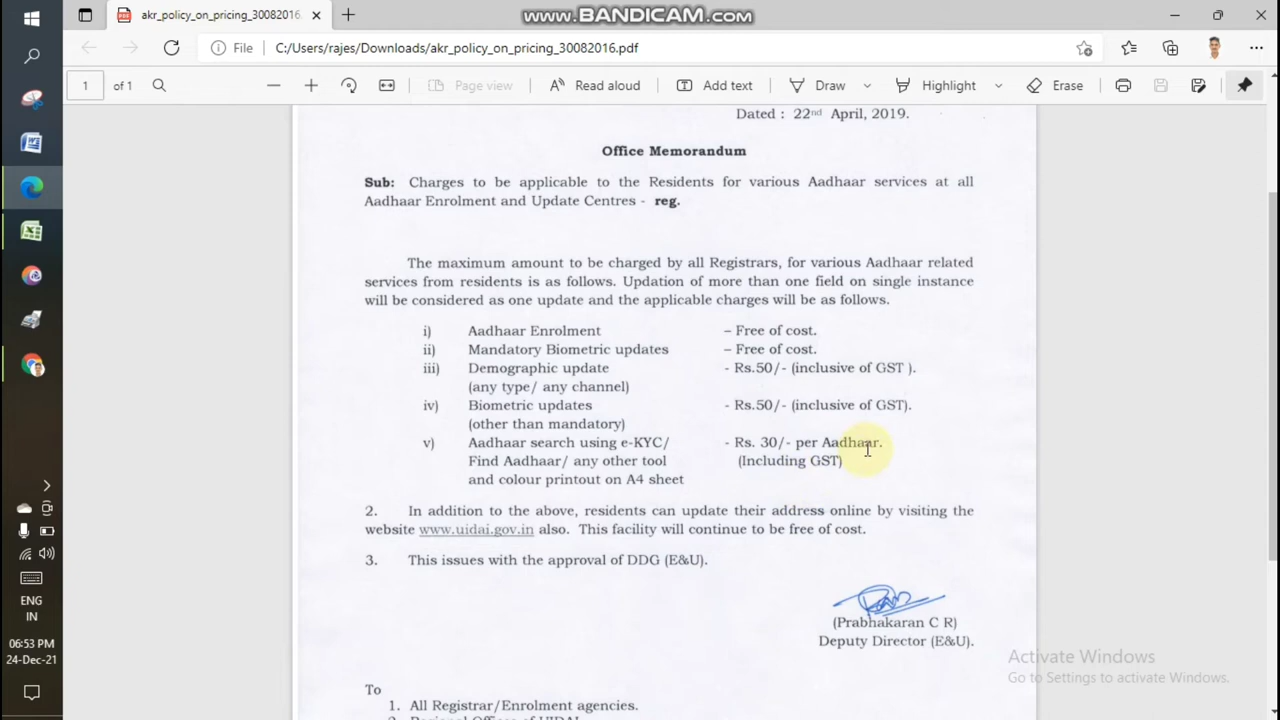 akr_policy_on_pricing_30082016.
www.BANDICAM.com
File C:/Users/rajes/Downloads/akr_policy_on_pricing_30082016.pdf
1 of 1 Page view Read aloud Add text Draw Highlight Erase
Dated : 22nd April, 2019.
Office Memorandum
Sub: Charges to be applicable to the Residents for various Aadhaar services at all
Aadhaar Enrolment and Update Centres - reg.
The maximum amount to be charged by all Registrars, for various Aadhaar related
services from residents is as follows. Updation of more than one field on single instance
will be considered as one update and the applicable charges will be as follows.
i) Aadhaar Enrolment – Free of cost.
ii) Mandatory Biometric updates – Free of cost.
iii) Demographic update - Rs.50/- (inclusive of GST ).
(any type/ any channel)
iv) Biometric updates - Rs.50/- (inclusive of GST).
(other than mandatory)
v) Aadhaar search using e-KYC/ - Rs. 30/- per Aadhaar.
Find Aadhaar/ any other tool (Including GST)
and colour printout on A4 sheet
2. In addition to the above, residents can update their address online by visiting the
website www.uidai.gov.in also. This facility will continue to be free of cost.
3. This issues with the approval of DDG (E&U).
(Prabhakaran C R)
Deputy Director (E&U).
To
1. All Registrar/Enrolment agencies.
2. Regional Offices of UIDAI
Activate Windows
Go to Settings to activate Windows.
ENG
IN
06:53 PM
24-Dec-21